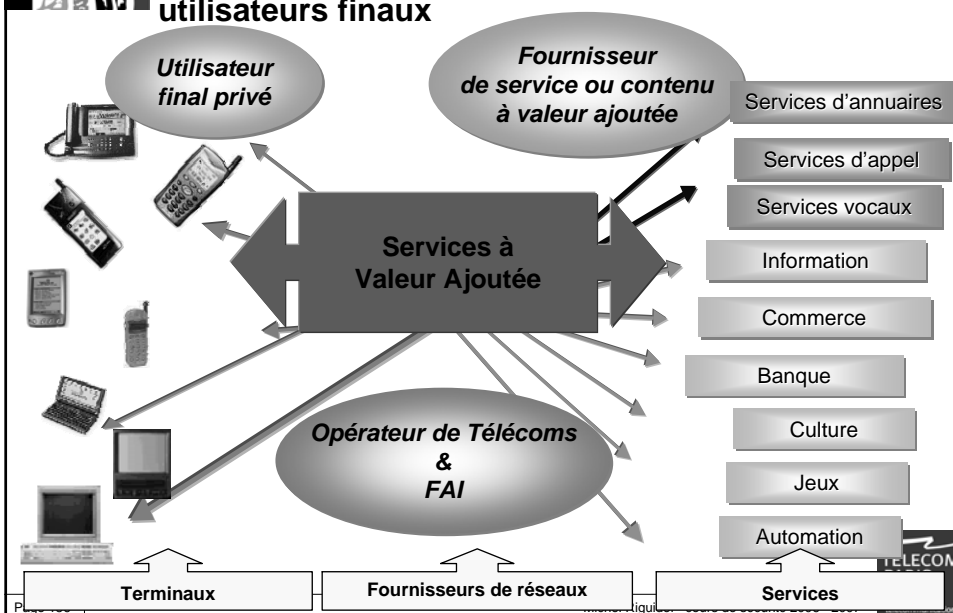 utilisateurs finaux
Utilisateur
final privé
Fournisseur
de service ou contenu
à valeur ajoutée
Services d'annuaires
Services d'appel
Services vocaux
Services à
Valeur Ajoutée
Information
Commerce
Banque
Culture
Jeux
Automation
Opérateur de Télécoms
&
FAI
Terminaux
Fournisseurs de réseaux
Services